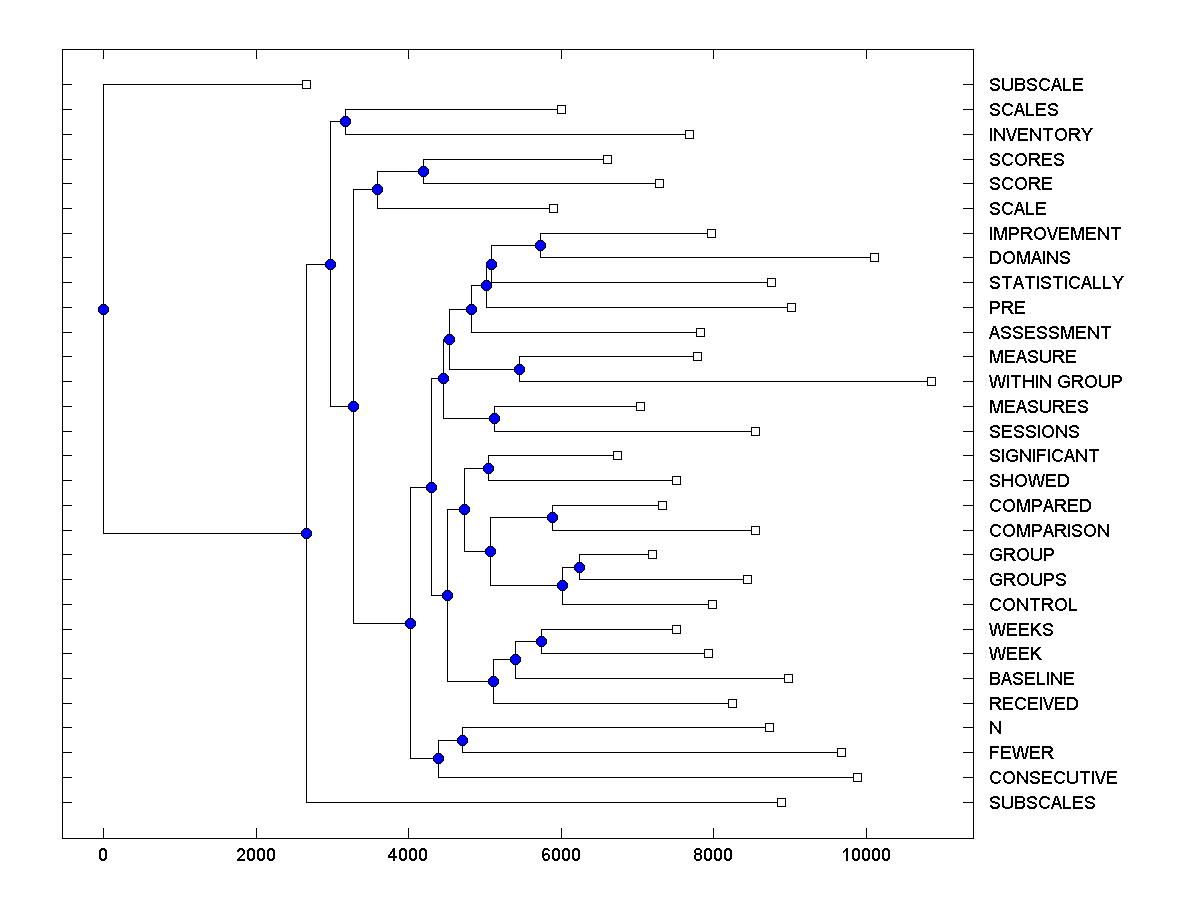 SUBSCALE
SCALES
INVENTORY
SCORES
SCORE
SCALE
IMPROVEMENT
DOMAINS
STATISTICALLY
PRE
ASSESSMENT
MEASURE
WITHIN GROUP
MEASURES
SESSIONS
SIGNIFICANT
SHOWED
COMPARED
COMPARISON
GROUP
GROUPS
CONTROL
WEEKS
WEEK
BASELINE
RECEIVED
N
FEWER
CONSECUTIVE
SUBSCALES
0 2000 4000 6000 8000 10000